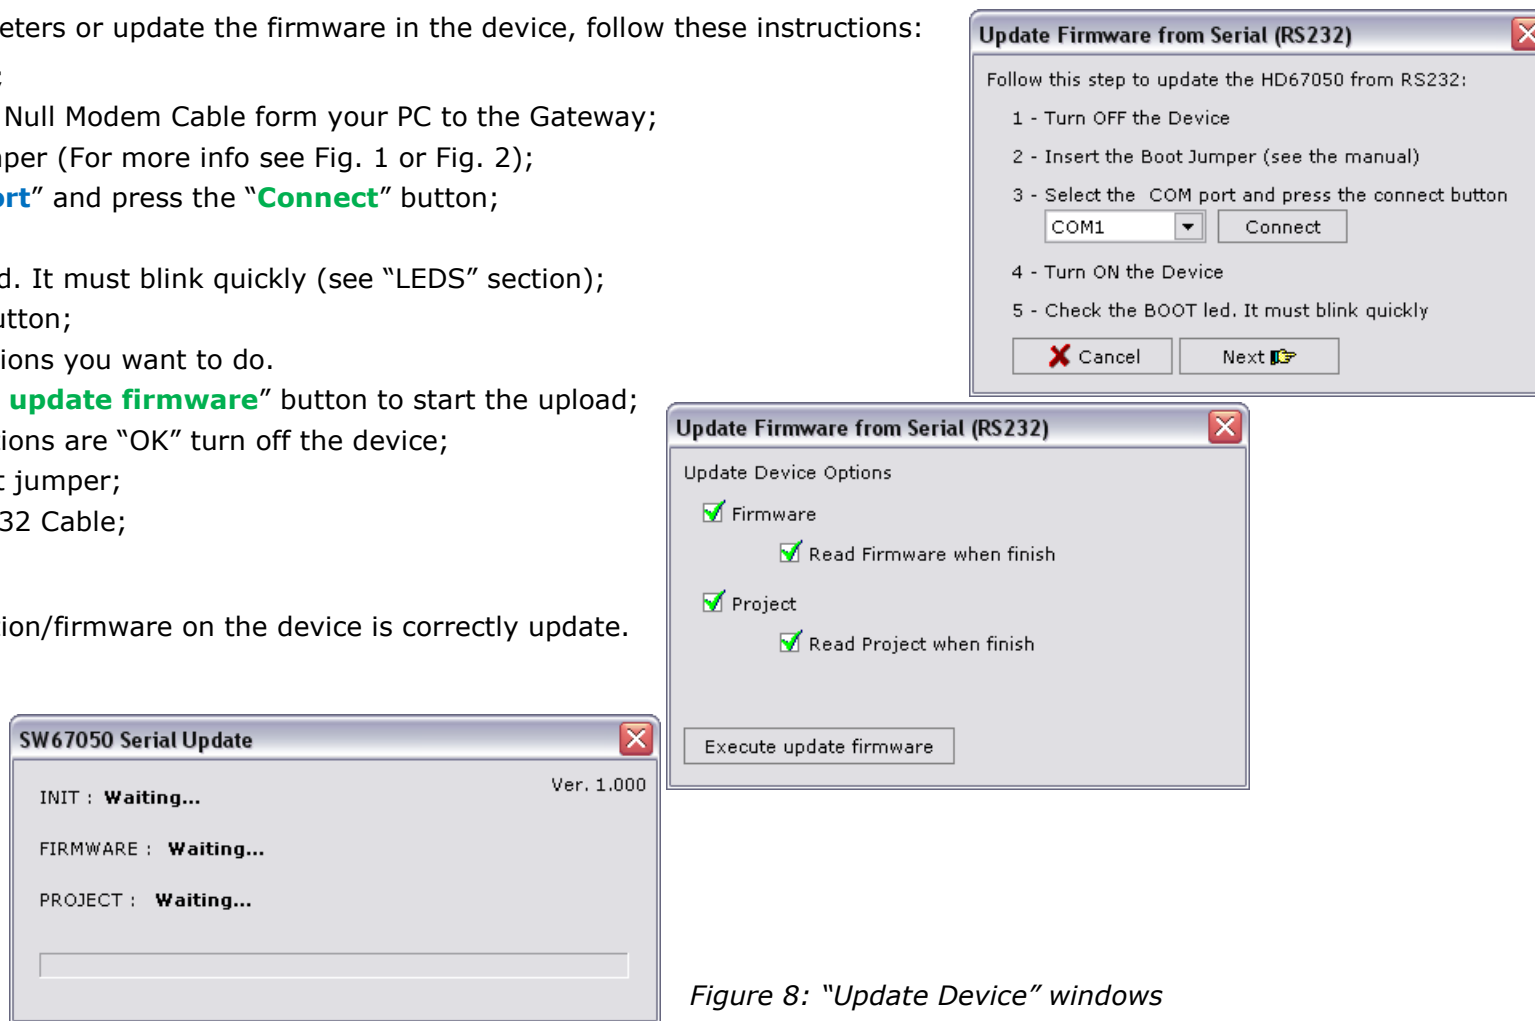 eters or update the firmware in the device, follow these instructions:
;
Null Modem Cable form your PC to the Gateway;
per (For more info see Fig. 1 or Fig. 2);
ort” and press the “Connect” button;
d. It must blink quickly (see “LEDS” section);
utton;
ions you want to do.
update firmware” button to start the upload;
tions are “OK” turn off the device;
t jumper;
32 Cable;
tion/firmware on the device is correctly update.
Update Firmware from Serial (RS232)
Follow this step to update the HD67050 from RS232:
1 - Turn OFF the Device
2 - Insert the Boot Jumper (see the manual)
3 - Select the COM port and press the connect button
COM1 Connect
4 - Turn ON the Device
5 - Check the BOOT led. It must blink quickly
Cancel Next
Update Firmware from Serial (RS232)
Update Device Options
Firmware
Read Firmware when finish
Project
Read Project when finish
Execute update firmware
SW67050 Serial Update
Ver. 1.000
INIT : Waiting...
FIRMWARE : Waiting...
PROJECT : Waiting...
Figure 8: “Update Device” windows